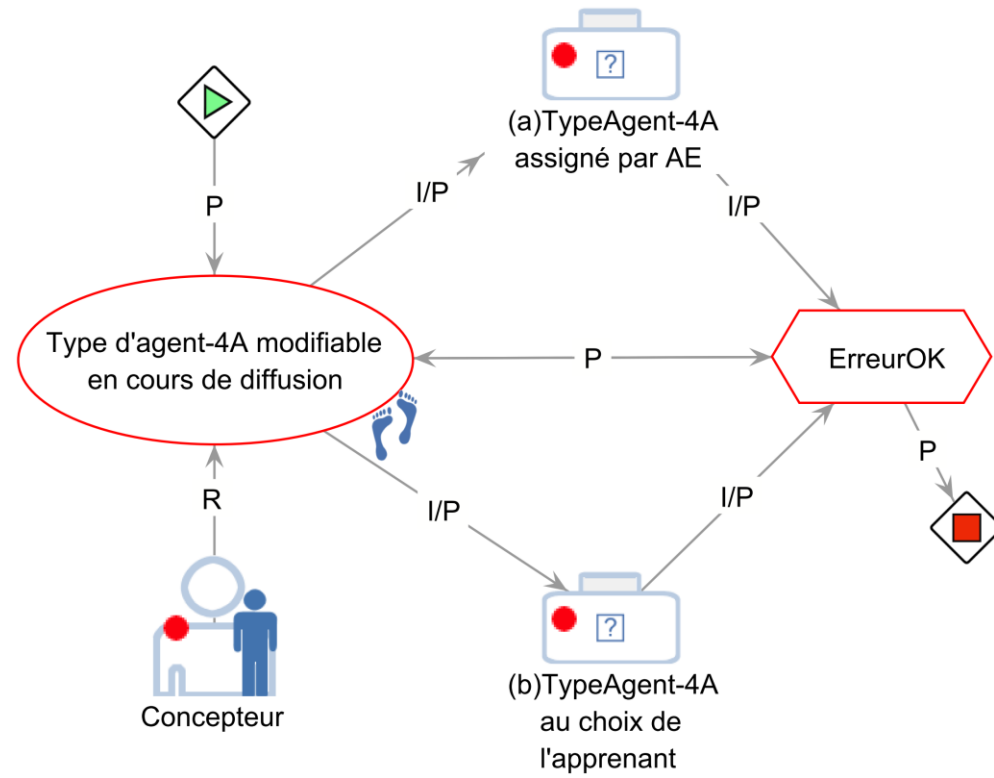 ?
(a)TypeAgent-4A
assigné par AE
P
I/P
I/P
Type d'agent-4A modifiable
en cours de diffusion
P
ErreurOK
R
I/P
I/P
P
Concepteur
?
(b)TypeAgent-4A
au choix de
l'apprenant